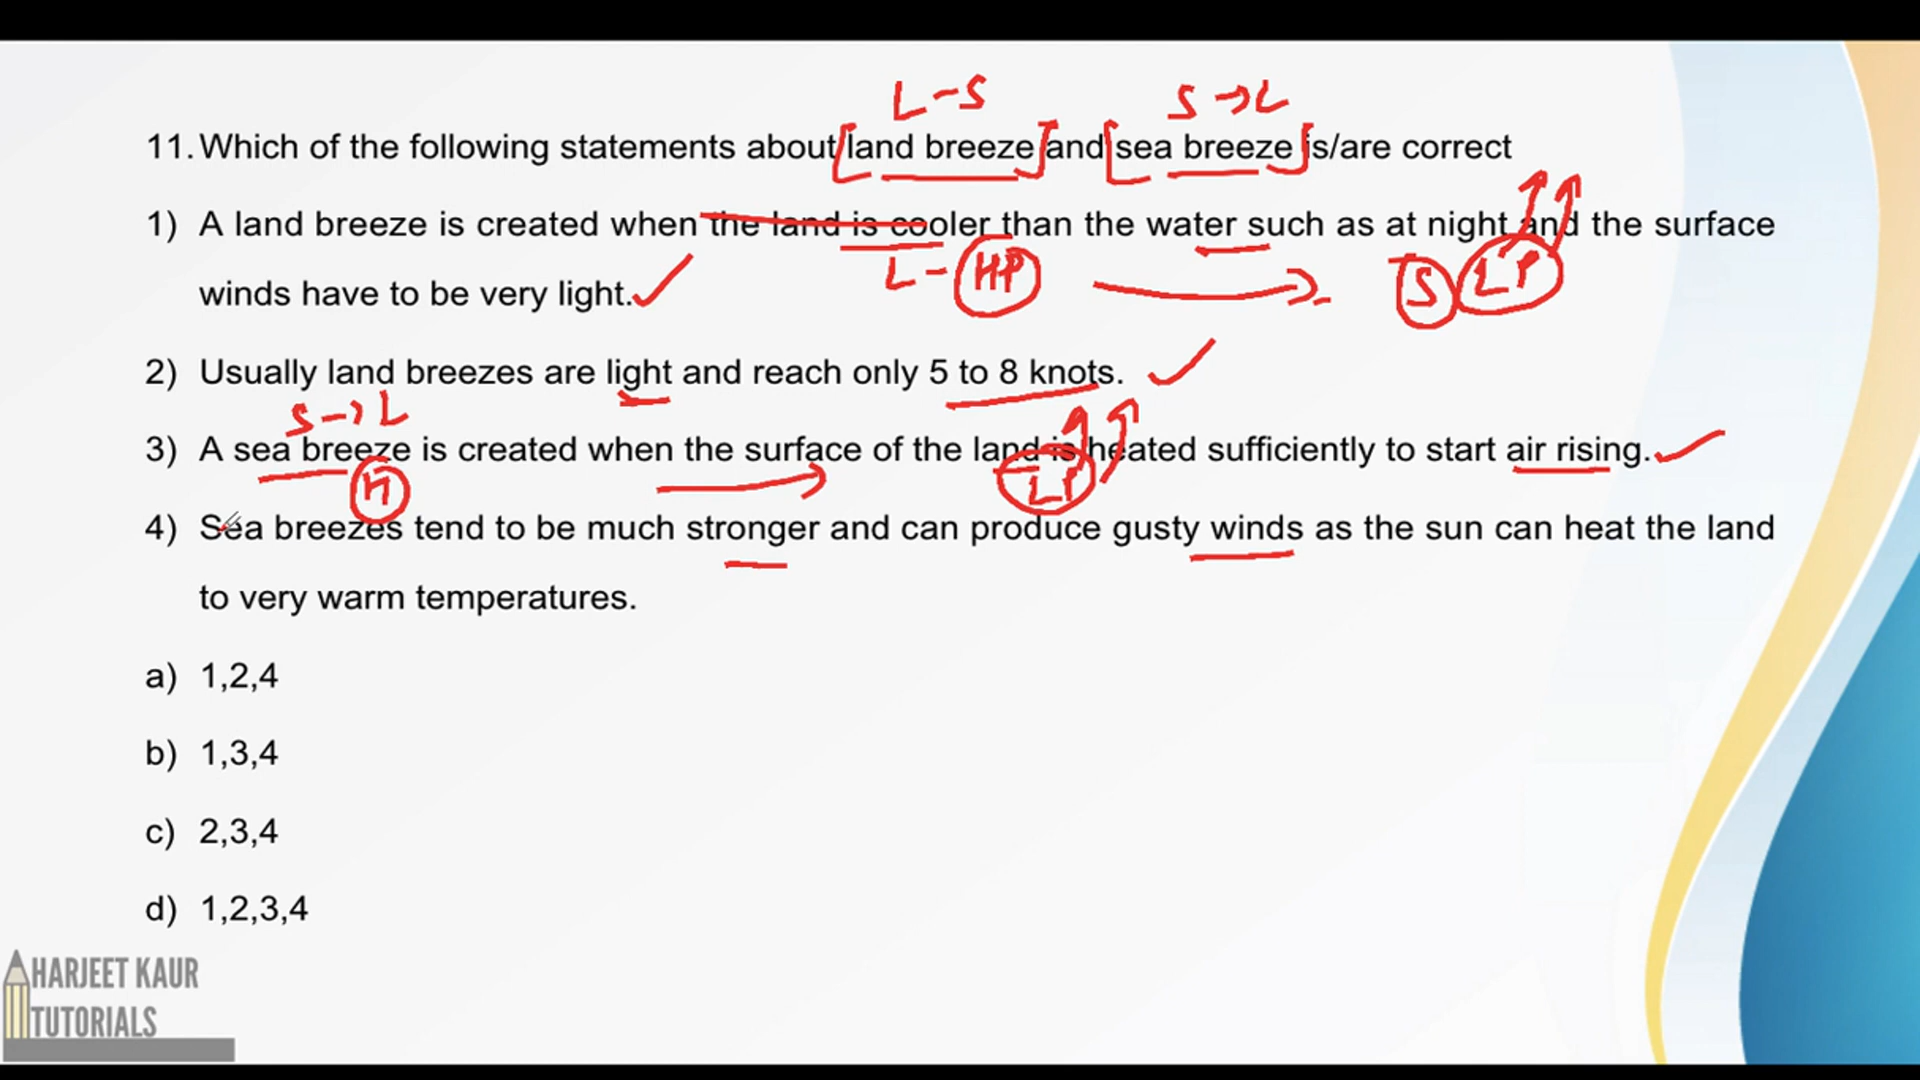 L-S S→L
11. Which of the following statements about land breeze and sea breeze is/are correct
1) A land breeze is created when the land is cooler than the water such as at night and the surface
L- HP → S LP
winds have to be very light.
2) Usually land breezes are light and reach only 5 to 8 knots.
S→L
3) A sea breeze is created when the surface of the land is heated sufficiently to start air rising.
H LP
4) Sea breezes tend to be much stronger and can produce gusty winds as the sun can heat the land
to very warm temperatures.
a) 1,2,4
b) 1,3,4
c) 2,3,4
d) 1,2,3,4
HARJEET KAUR
TUTORIALS